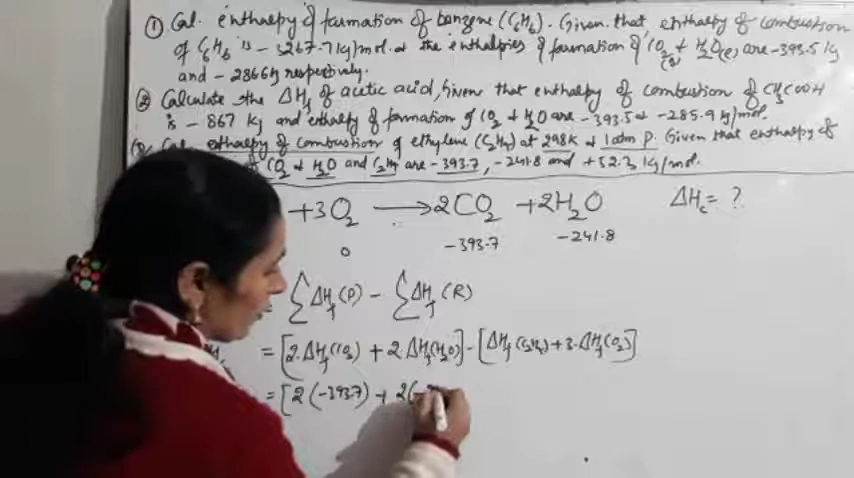 ① Cal. enthalpy of formation of benzene (C6H6). Given that enthalpy of combustion
of C6H6 is -3267.7 kJ/mol & the enthalpies of formation of CO2(g) & H2O(l) are -393.5 kJ
and -286.6 kJ respectively.
② Calculate the ΔHf of acetic acid, Given that enthalpy of combustion of CH3COOH
is -867 kJ and enthalpy of formation of CO2 & H2O are -393.5 & -285.9 kJ/mol.
Cal. enthalpy of combustion of ethylene (C2H4) at 298K & 1 atm P. Given that enthalpy of
CO2 & H2O and C2H4 are -393.7, -241.8 and +52.3 kJ/mol.
+3O2 → 2CO2 +2H2O ΔHc = ?
0 -393.7 -241.8
= ΣΔHf(P) - ΣΔHf(R)
= [2.ΔHf(CO2) + 2.ΔHf(H2O)] - [ΔHf(C2H4) + 3.ΔHf(O2)]
= [2(-393.7) + 2(-